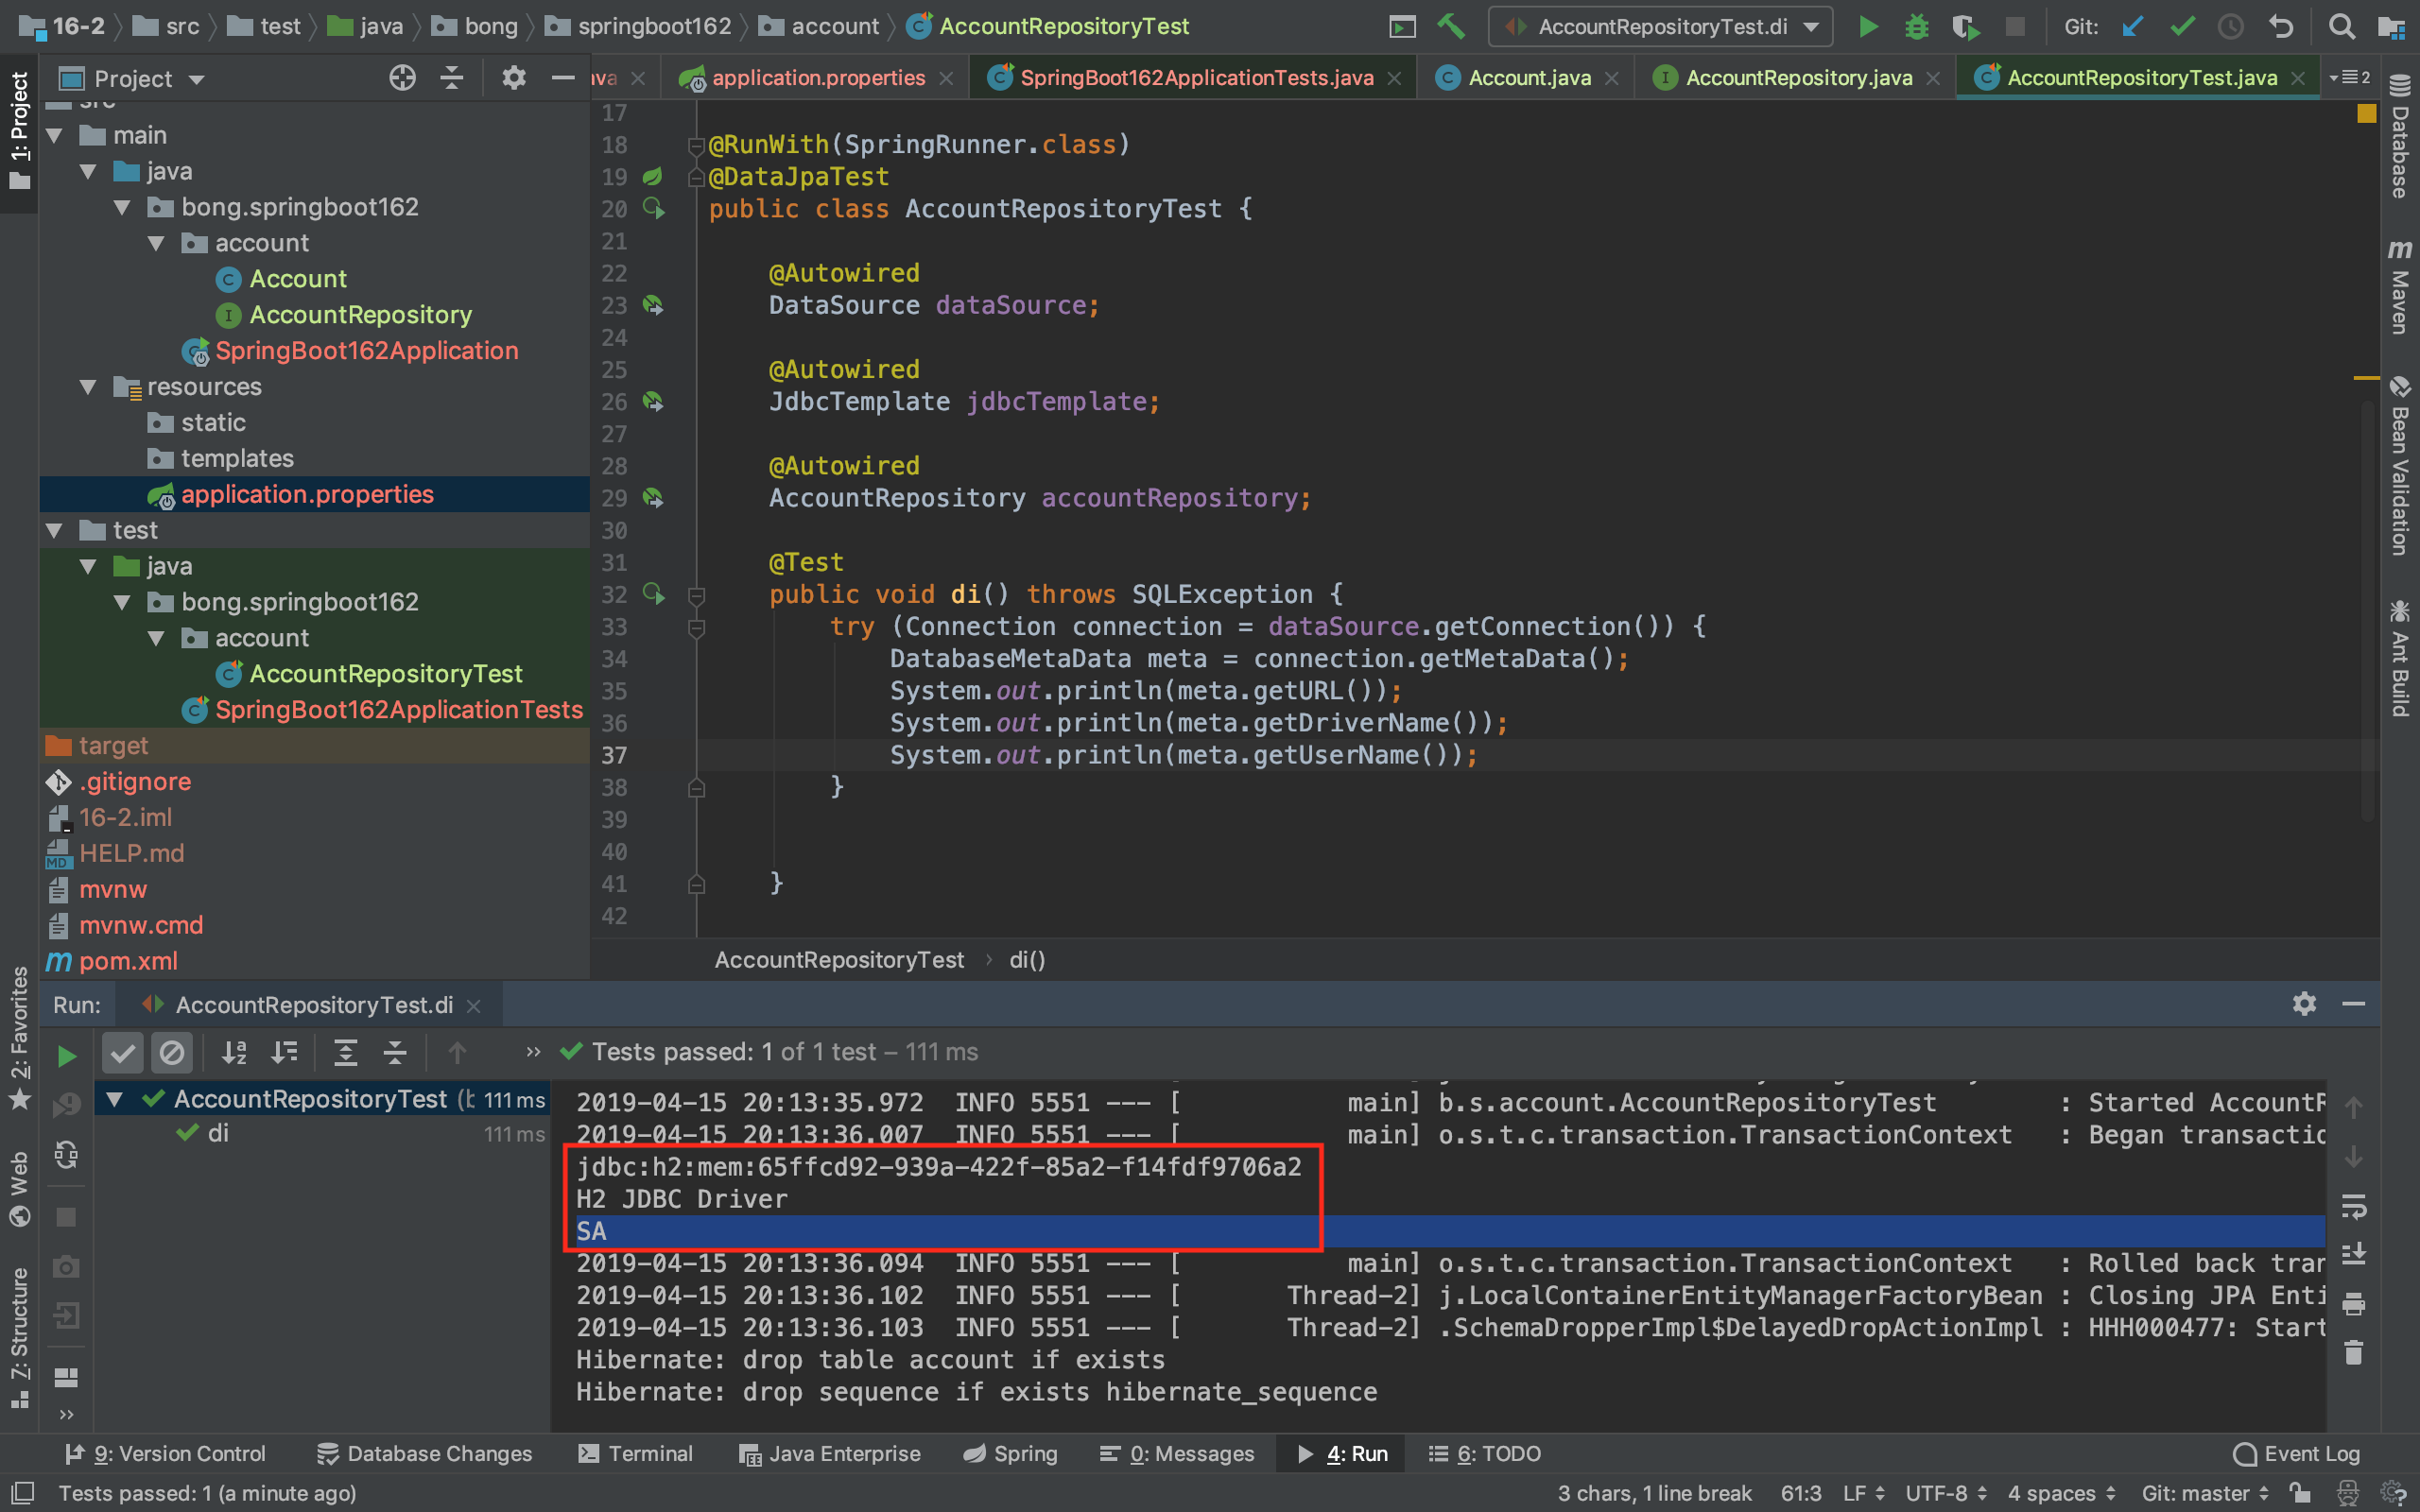 16-2 src test java bong springboot162 account AccountRepositoryTest AccountRepositoryTest.di Git:
1: Project
Project
application.properties SpringBoot162ApplicationTests.java Account.java AccountRepository.java AccountRepositoryTest.java 2
src
main
java
bong.springboot162
account
Account
AccountRepository
SpringBoot162Application
resources
static
templates
application.properties
test
java
bong.springboot162
account
AccountRepositoryTest
SpringBoot162ApplicationTests
target
.gitignore
16-2.iml
HELP.md
mvnw
mvnw.cmd
pom.xml
17
18 @RunWith(SpringRunner.class)
19 @DataJpaTest
20 public class AccountRepositoryTest {
21
22 @Autowired
23 DataSource dataSource;
24
25 @Autowired
26 JdbcTemplate jdbcTemplate;
27
28 @Autowired
29 AccountRepository accountRepository;
30
31 @Test
32 public void di() throws SQLException {
33 try (Connection connection = dataSource.getConnection()) {
34 DatabaseMetaData meta = connection.getMetaData();
35 System.out.println(meta.getURL());
36 System.out.println(meta.getDriverName());
37 System.out.println(meta.getUserName());
38 }
39
40
41 }
42
AccountRepositoryTest › di()
Database
Maven
Bean Validation
Ant Build
2: Favorites
Web
7: Structure
Run: AccountRepositoryTest.di
Tests passed: 1 of 1 test – 111 ms
AccountRepositoryTest (b 111 ms
di 111 ms
2019-04-15 20:13:35.972 INFO 5551 --- [ main] b.s.account.AccountRepositoryTest : Started AccountR
2019-04-15 20:13:36.007 INFO 5551 --- [ main] o.s.t.c.transaction.TransactionContext : Began transactio
jdbc:h2:mem:65ffcd92-939a-422f-85a2-f14fdf9706a2
H2 JDBC Driver
SA
2019-04-15 20:13:36.094 INFO 5551 --- [ main] o.s.t.c.transaction.TransactionContext : Rolled back tran
2019-04-15 20:13:36.102 INFO 5551 --- [ Thread-2] j.LocalContainerEntityManagerFactoryBean : Closing JPA Enti
2019-04-15 20:13:36.103 INFO 5551 --- [ Thread-2] .SchemaDropperImpl$DelayedDropActionImpl : HHH000477: Start
Hibernate: drop table account if exists
Hibernate: drop sequence if exists hibernate_sequence
9: Version Control Database Changes Terminal Java Enterprise Spring 0: Messages 4: Run 6: TODO Event Log
Tests passed: 1 (a minute ago) 3 chars, 1 line break 61:3 LF UTF-8 4 spaces Git: master